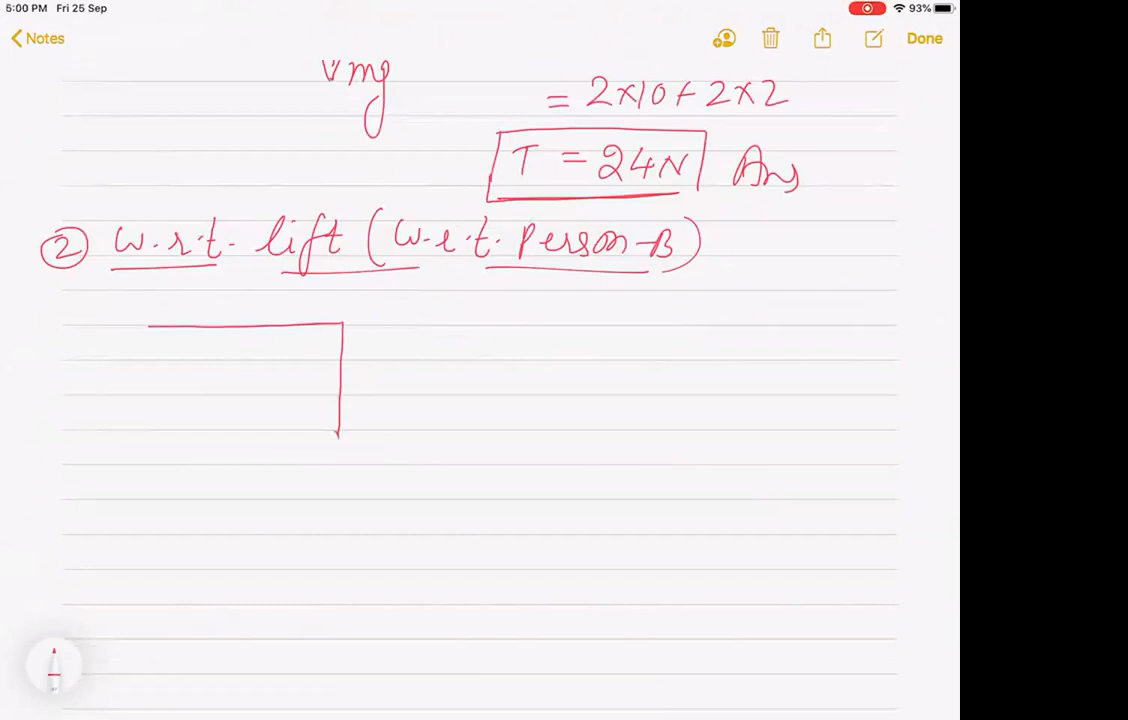 5:00 PM Fri 25 Sep
93%
Notes
Done
mg
= 2×10 + 2×2
T = 24N Ans
② w.r.t. lift (w.r.t. person-B)